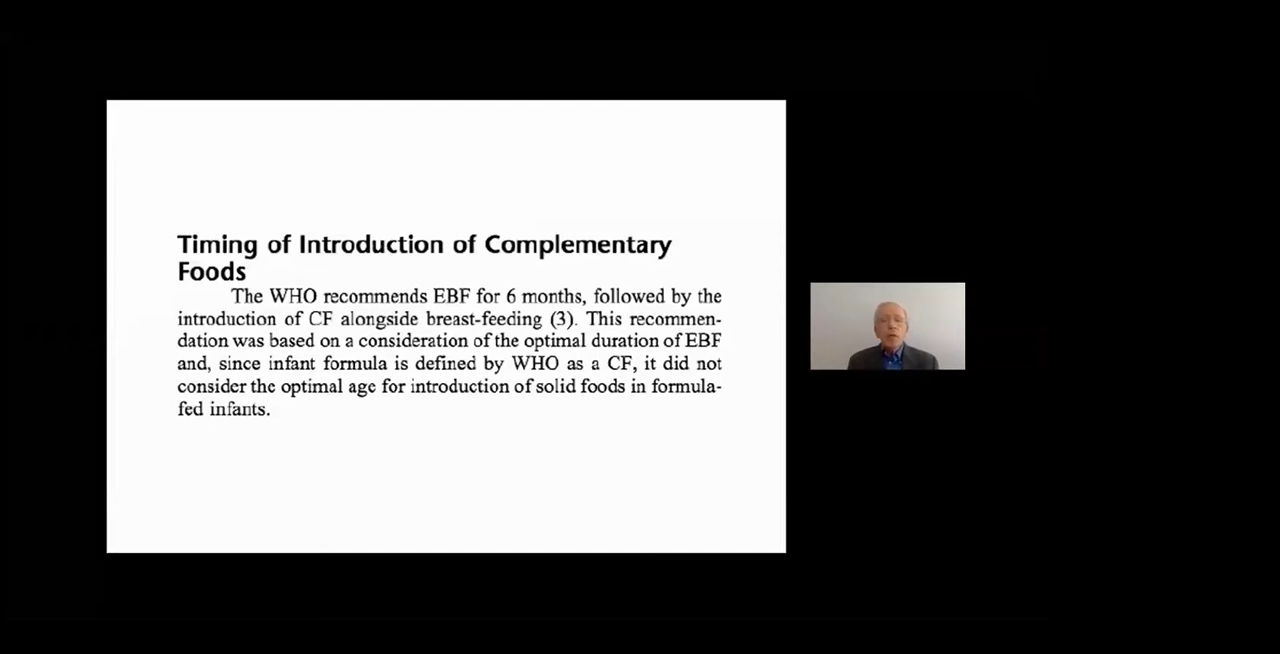 Timing of Introduction of Complementary
Foods
The WHO recommends EBF for 6 months, followed by the
introduction of CF alongside breast-feeding (3). This recommen-
dation was based on a consideration of the optimal duration of EBF
and, since infant formula is defined by WHO as a CF, it did not
consider the optimal age for introduction of solid foods in formula-
fed infants.